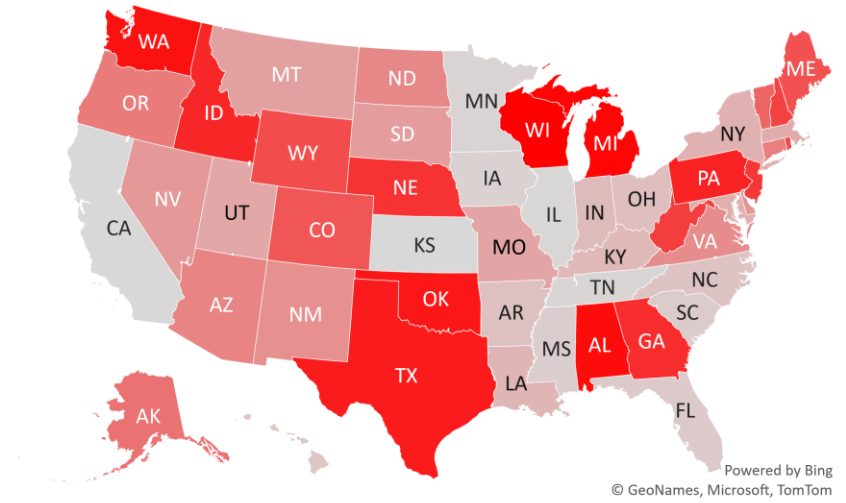 WA
ME
MT
ND
OR
MN
ID
SD
WI
MI
NY
WY
NE
IA
PA
NV
UT
CO
IL
IN
OH
CA
KS
MO
KY
VA
AZ
NM
OK
AR
TN
NC
SC
TX
MS
AL
GA
LA
AK
FL
Powered by Bing
© GeoNames, Microsoft, TomTom